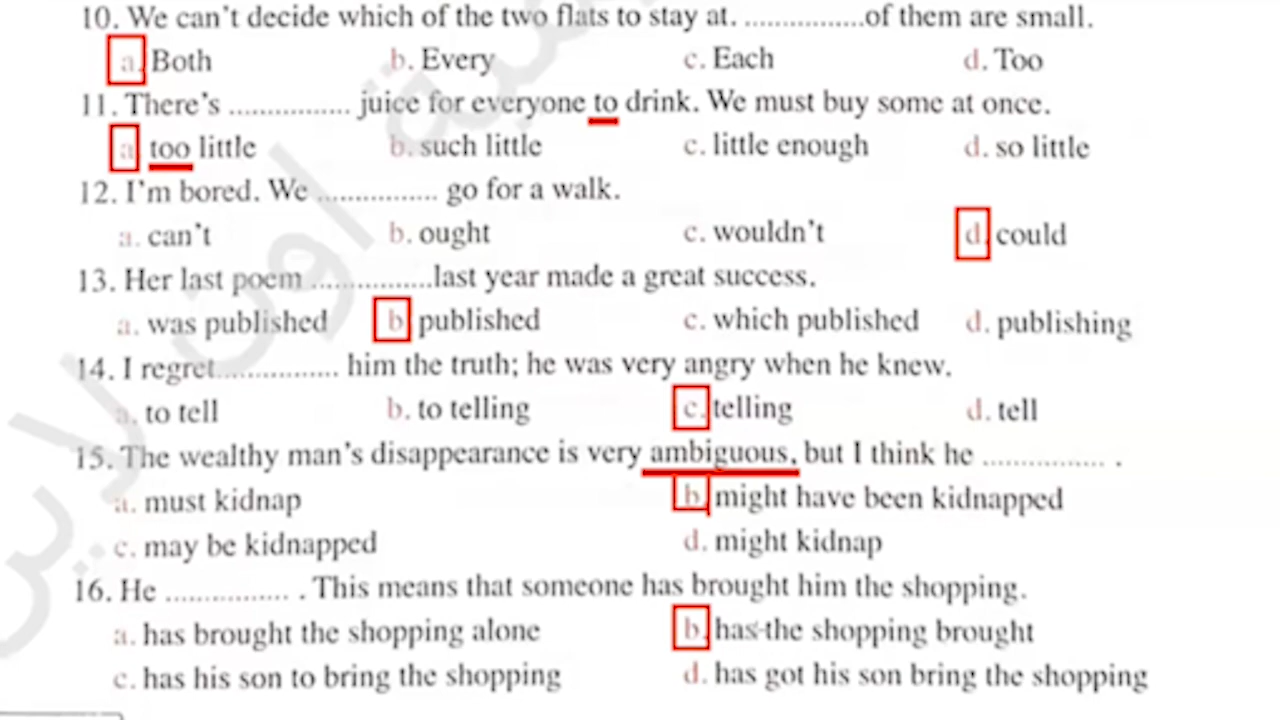 10. We can't decide which of the two flats to stay at. ................of them are small.
a. Both b. Every c. Each d. Too
11. There's ................ juice for everyone to drink. We must buy some at once.
a. too little b. such little c. little enough d. so little
12. I'm bored. We ................ go for a walk.
a. can't b. ought c. wouldn't d. could
13. Her last poem ................last year made a great success.
a. was published b. published c. which published d. publishing
14. I regret................ him the truth; he was very angry when he knew.
a. to tell b. to telling c. telling d. tell
15. The wealthy man's disappearance is very ambiguous, but I think he ................ .
a. must kidnap b. might have been kidnapped
c. may be kidnapped d. might kidnap
16. He ................ . This means that someone has brought him the shopping.
a. has brought the shopping alone b. has the shopping brought
c. has his son to bring the shopping d. has got his son bring the shopping
اون لاين